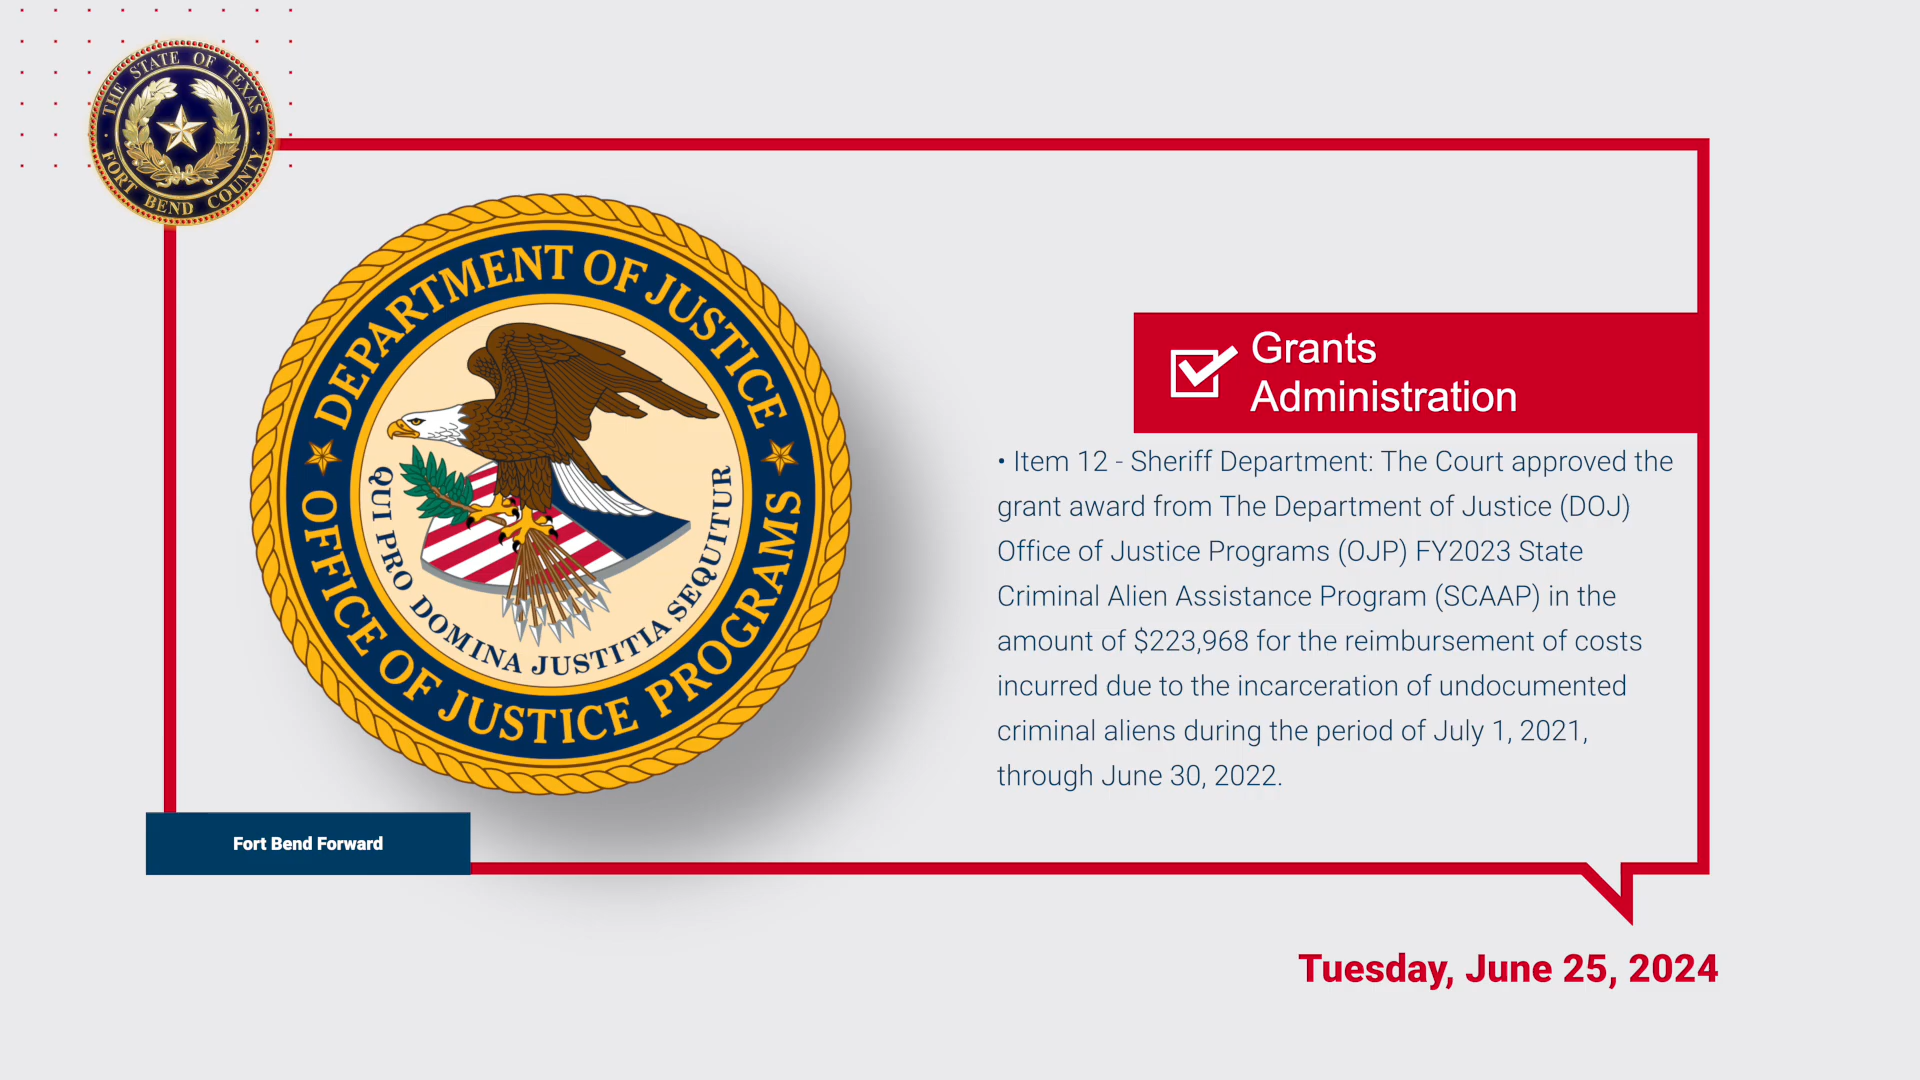 THE STATE OF TEXAS
FORT BEND COUNTY
DEPARTMENT OF JUSTICE
OFFICE OF JUSTICE PROGRAMS
QUI PRO DOMINA JUSTITIA SEQUITUR
Grants
Administration
• Item 12 - Sheriff Department: The Court approved the
grant award from The Department of Justice (DOJ)
Office of Justice Programs (OJP) FY2023 State
Criminal Alien Assistance Program (SCAAP) in the
amount of $223,968 for the reimbursement of costs
incurred due to the incarceration of undocumented
criminal aliens during the period of July 1, 2021,
through June 30, 2022.
Fort Bend Forward
Tuesday, June 25, 2024